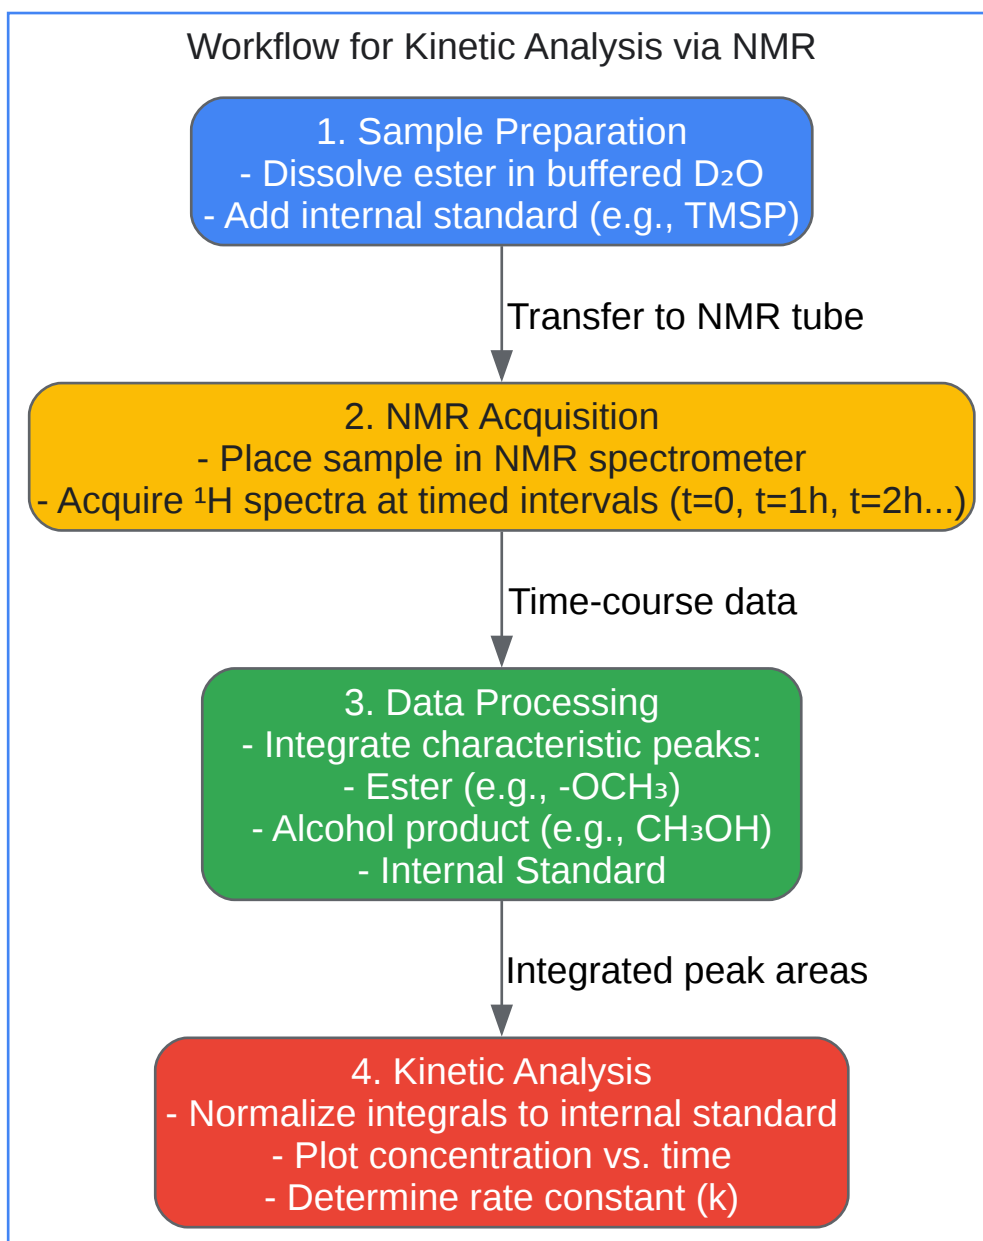 Workflow for Kinetic Analysis via NMR
1. Sample Preparation
- Dissolve ester in buffered D₂O
- Add internal standard (e.g., TMSP)
Transfer to NMR tube
2. NMR Acquisition
- Place sample in NMR spectrometer
- Acquire ¹H spectra at timed intervals (t=0, t=1h, t=2h...)
Time-course data
3. Data Processing
- Integrate characteristic peaks:
- Ester (e.g., -OCH₃)
- Alcohol product (e.g., CH₃OH)
- Internal Standard
Integrated peak areas
4. Kinetic Analysis
- Normalize integrals to internal standard
- Plot concentration vs. time
- Determine rate constant (k)